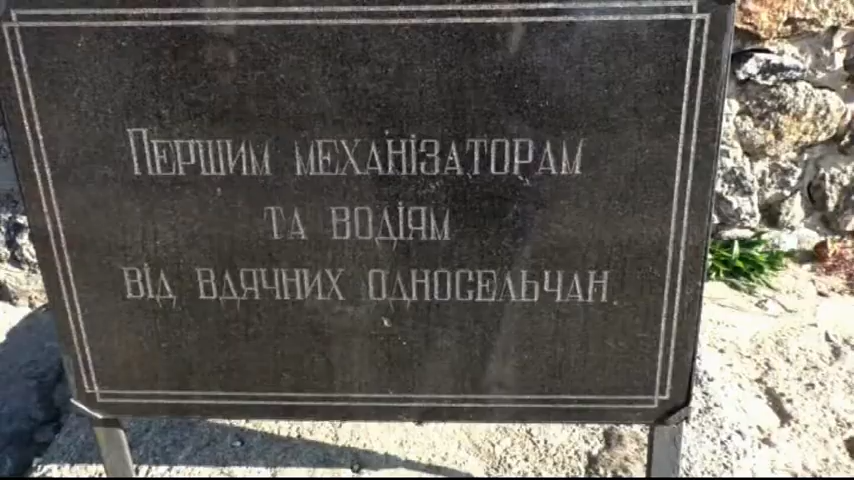 Першим механізаторам
та водіям
від вдячних односельчан.